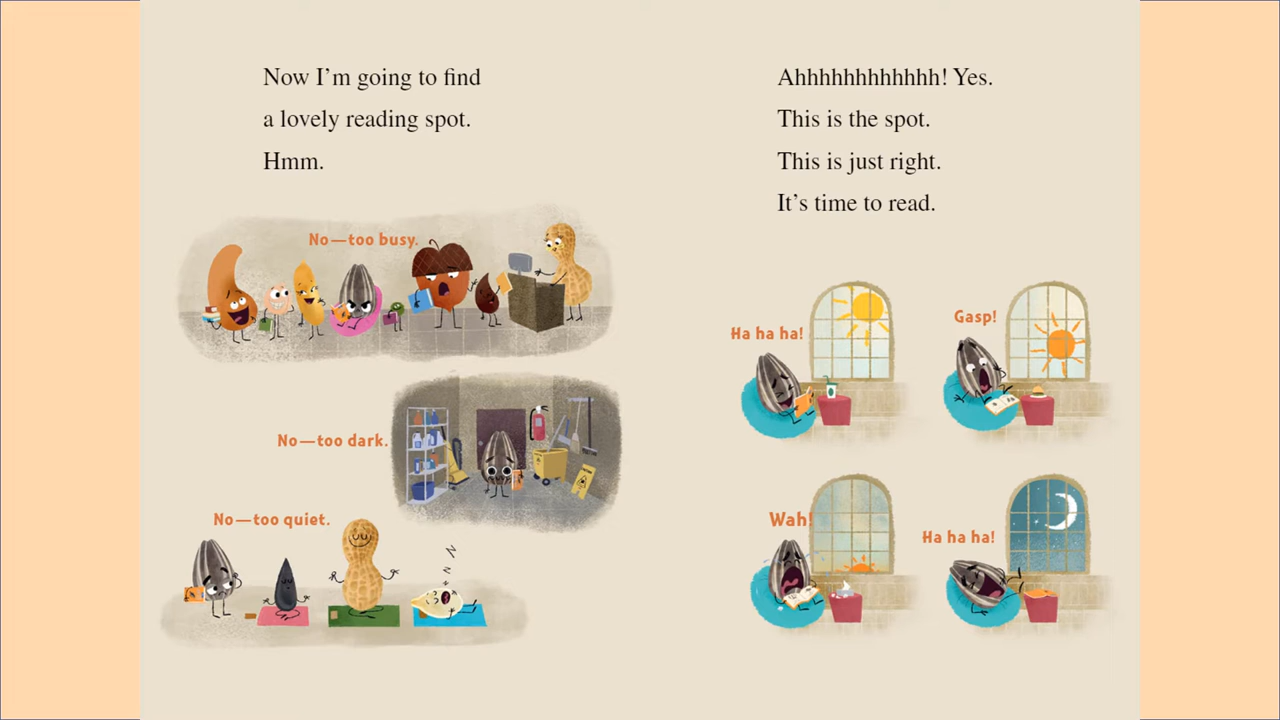 Now I’m going to find
a lovely reading spot.
Hmm.
No—too busy.
No—too dark.
No—too quiet.
z
z
z
Ahhhhhhhhhhhh! Yes.
This is the spot.
This is just right.
It’s time to read.
Ha ha ha!
Gasp!
Wah!
Ha ha ha!